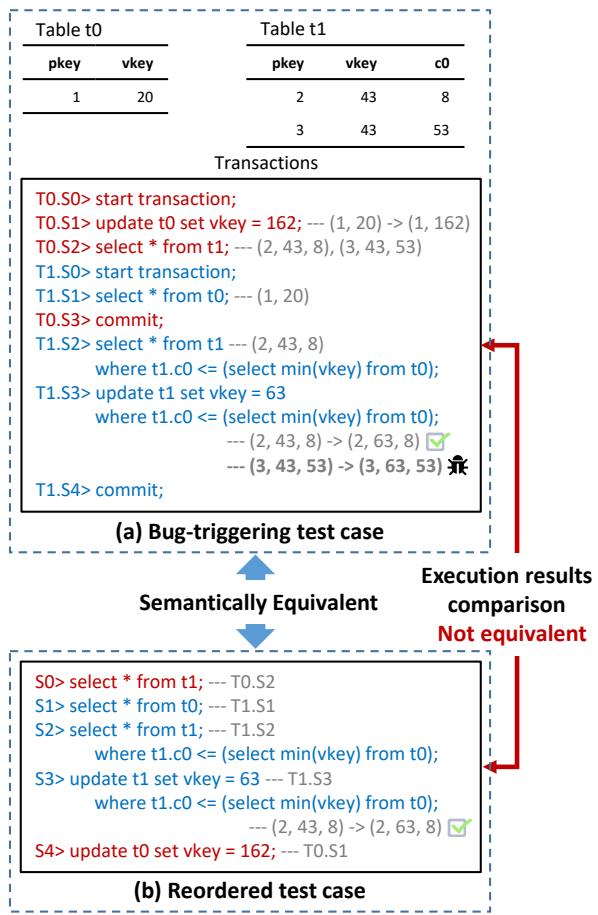 Table t0 Table t1
pkey vkey pkey vkey c0
1 20 2 43 8
3 43 53
Transactions
T0.S0> start transaction;
T0.S1> update t0 set vkey = 162; --- (1, 20) -> (1, 162)
T0.S2> select * from t1; --- (2, 43, 8), (3, 43, 53)
T1.S0> start transaction;
T1.S1> select * from t0; --- (1, 20)
T0.S3> commit;
T1.S2> select * from t1 --- (2, 43, 8)
where t1.c0 <= (select min(vkey) from t0);
T1.S3> update t1 set vkey = 63
where t1.c0 <= (select min(vkey) from t0);
--- (2, 43, 8) -> (2, 63, 8)
--- (3, 43, 53) -> (3, 63, 53)
T1.S4> commit;
(a) Bug-triggering test case
Semantically Equivalent
Execution results
comparison
Not equivalent
S0> select * from t1; --- T0.S2
S1> select * from t0; --- T1.S1
S2> select * from t1; --- T1.S2
where t1.c0 <= (select min(vkey) from t0);
S3> update t1 set vkey = 63 --- T1.S3
where t1.c0 <= (select min(vkey) from t0);
--- (2, 43, 8) -> (2, 63, 8)
S4> update t0 set vkey = 162; --- T0.S1
(b) Reordered test case